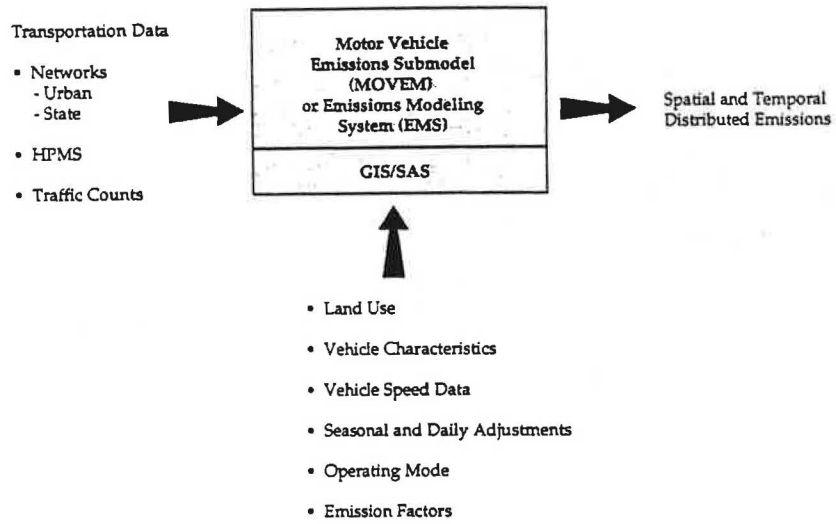 Transportation Data
• Networks
- Urban
- State
• HPMS
• Traffic Counts
Motor Vehicle
Emissions Submodel
(MOVEM)
or Emissions Modeling
System (EMS)
GIS/SAS
Spatial and Temporal
Distributed Emissions
• Land Use
• Vehicle Characteristics
• Vehicle Speed Data
• Seasonal and Daily Adjustments
• Operating Mode
• Emission Factors